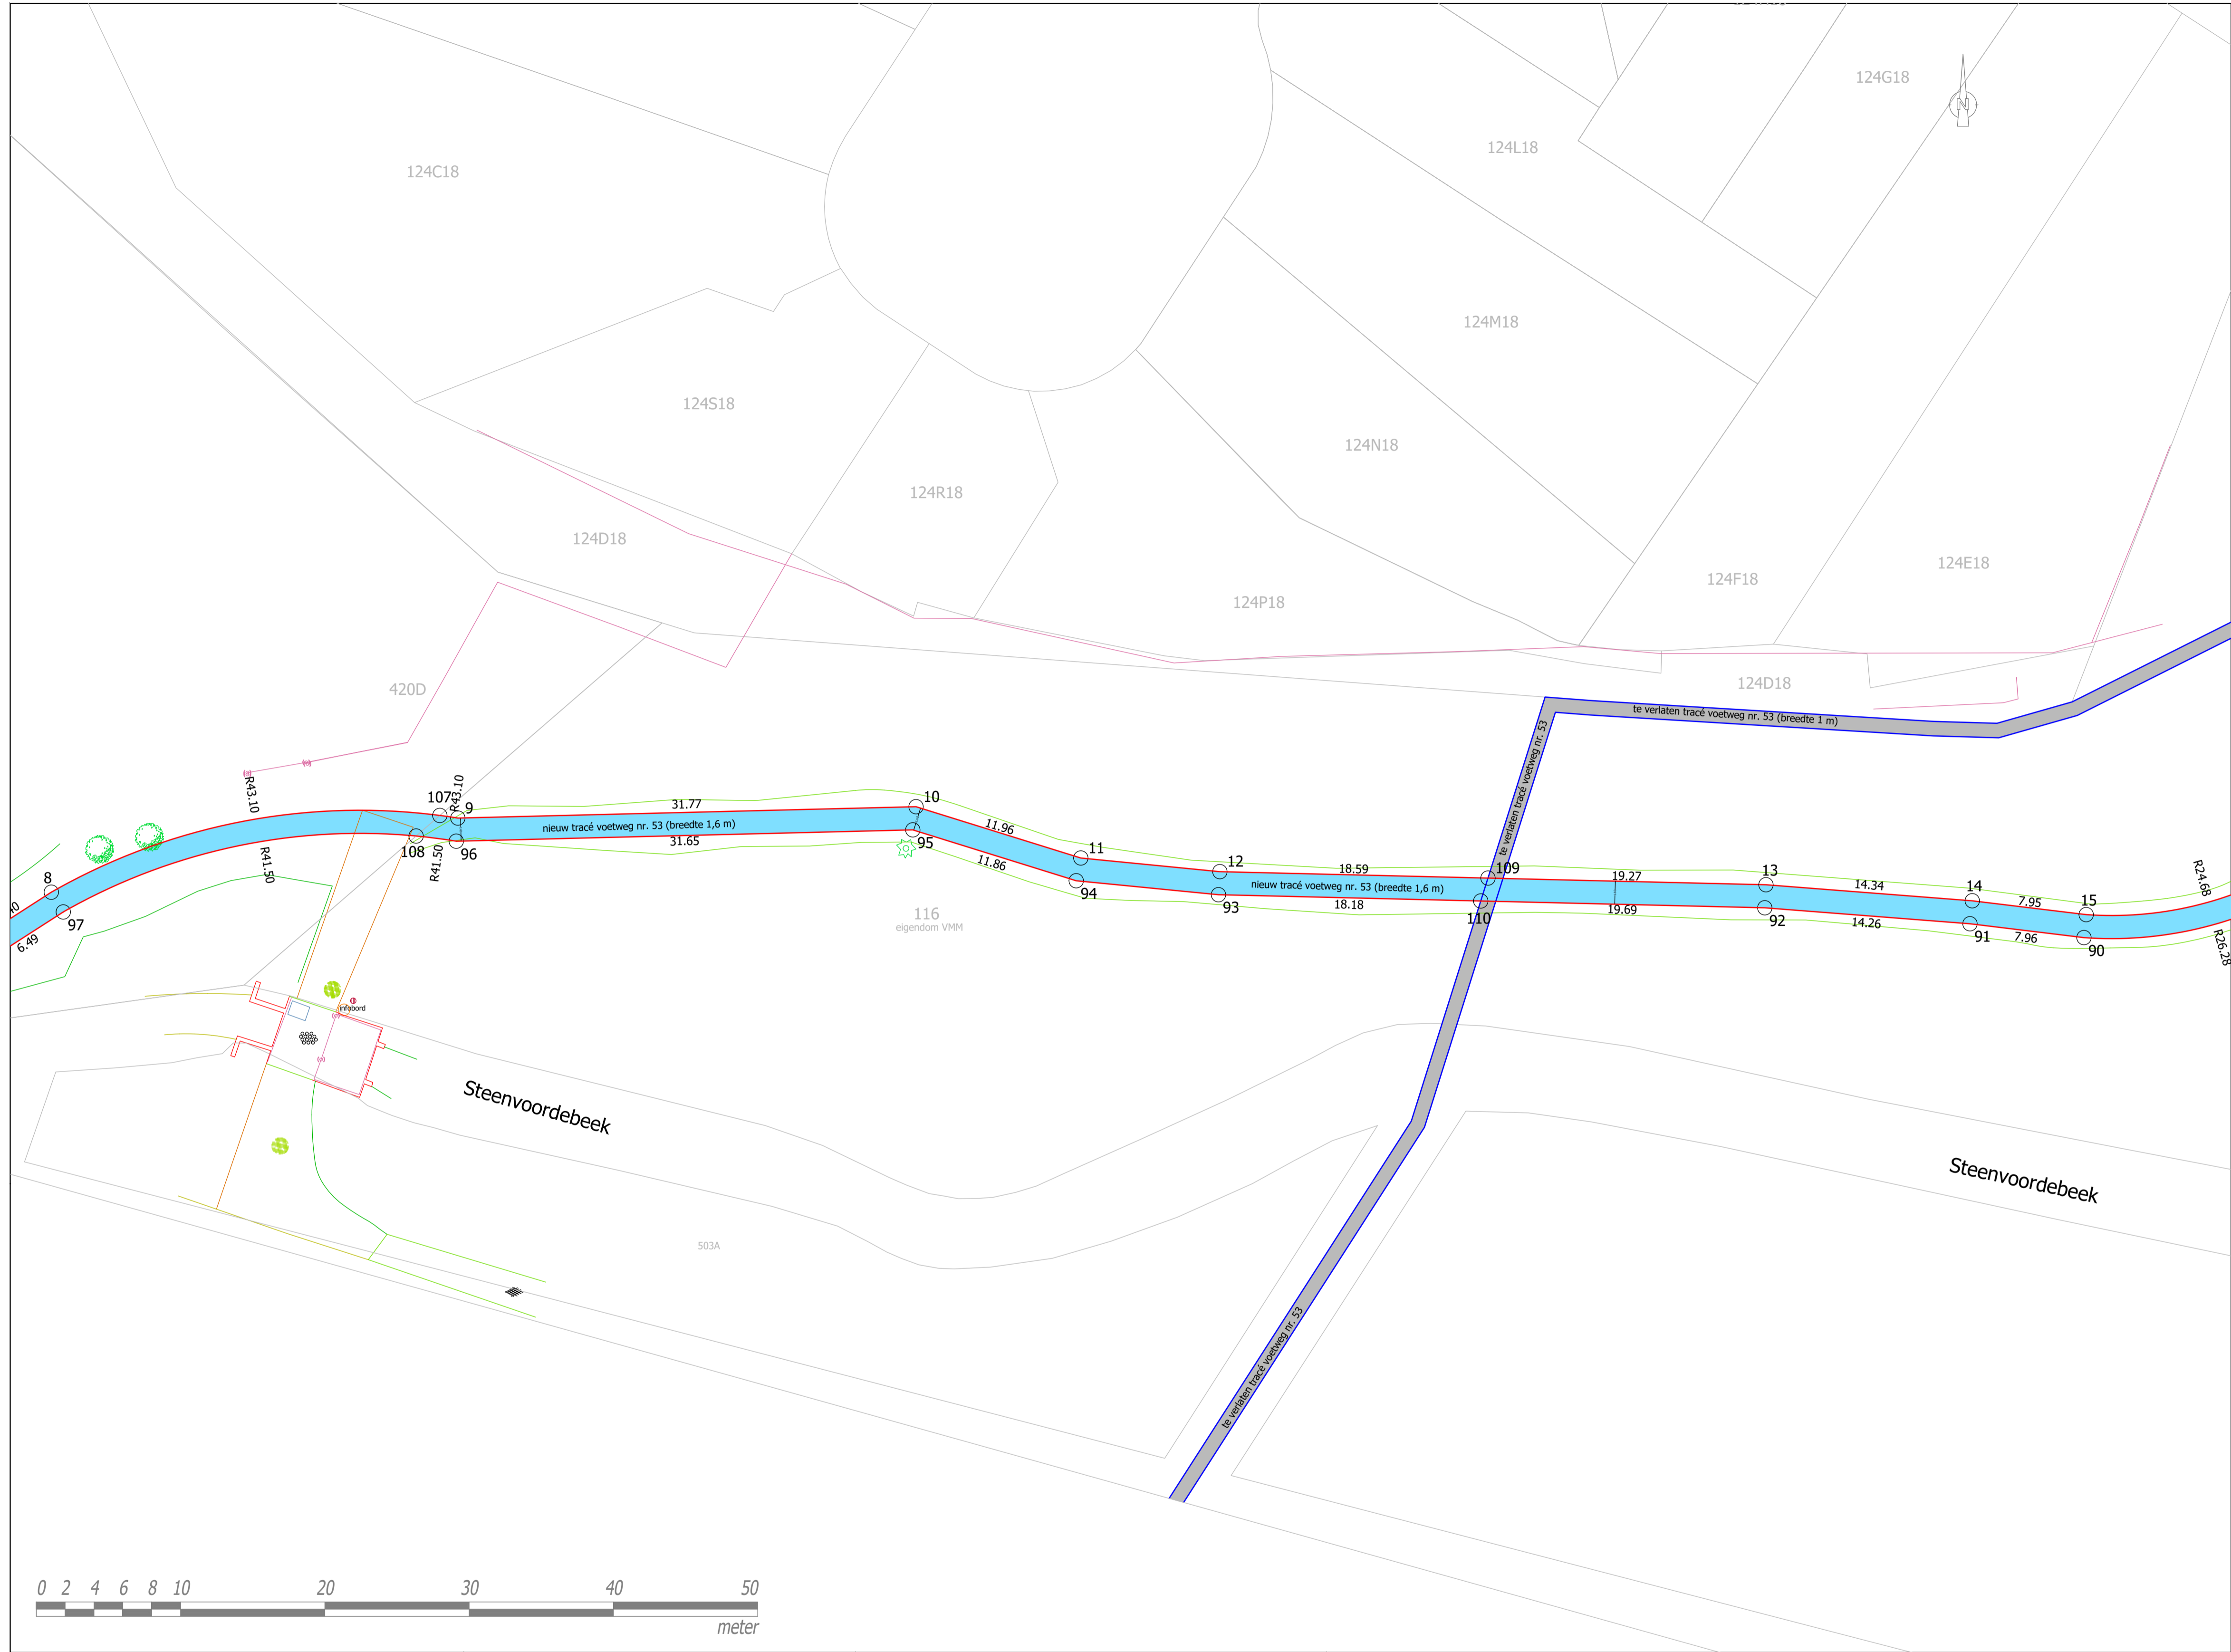 124G18
N
124L18
124C18
124M18
124S18
124N18
124R18
124D18
124E18
124F18
124P18
420D
124D18
te verlaten tracé voetweg nr. 53 (breedte 1 m)
te verlaten tracé voetweg nr. 53
R43.10
R43.10
107
9
31.77
10
nieuw tracé voetweg nr. 53 (breedte 1,6 m)
11.96
31.65
95
108
96
R41.50
R41.50
11
11.86
94
12
18.59
109
19.27
13
14.34
14
7.95
15
R24.68
8
97
6.49
nieuw tracé voetweg nr. 53 (breedte 1,6 m)
93
18.18
110
19.69
92
14.26
91
7.96
90
R26.28
116
eigendom VMM
infobord
Steenvoordebeek
Steenvoordebeek
503A
te verlaten tracé voetweg nr. 53
0 2 4 6 8 10 20 30 40 50
meter